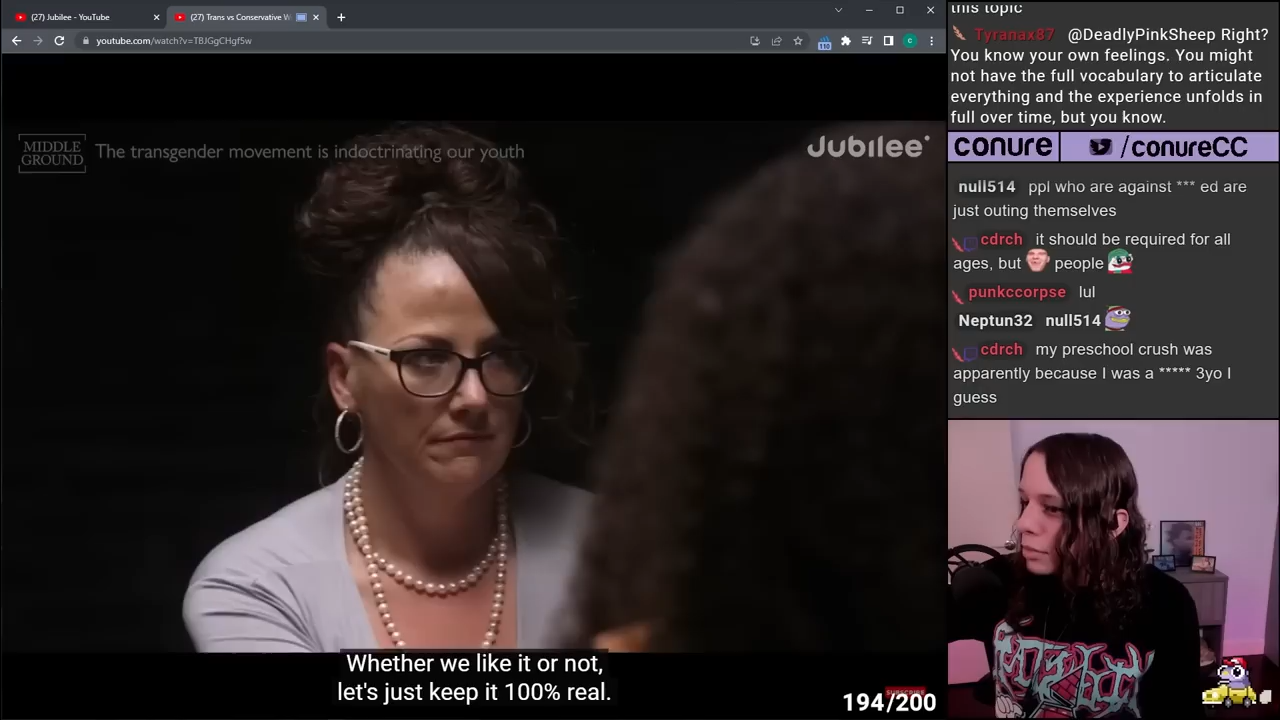 (27) Jubilee - YouTube
(27) Trans vs Conservative W
youtube.com/watch?v=TBJGgCHgf5w
MIDDLE
GROUND
The transgender movement is indoctrinating our youth
Jubilee
Whether we like it or not,
let's just keep it 100% real.
SUBSCRIBE
194/200
this topic
Tyranax87 @DeadlyPinkSheep Right?
You know your own feelings. You might
not have the full vocabulary to articulate
everything and the experience unfolds in
full over time, but you know.
conure /conureCC
null514 ppl who are against *** ed are
just outing themselves
cdrch it should be required for all
ages, but people
punkccorpse lul
Neptun32 null514
cdrch my preschool crush was
apparently because I was a ***** 3yo I
guess